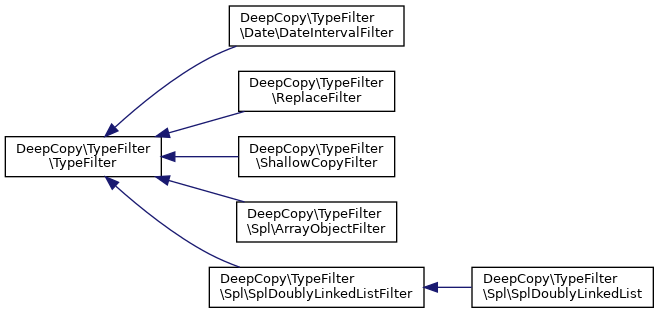 DeepCopy\TypeFilter
\Date\DateIntervalFilter
DeepCopy\TypeFilter
\ReplaceFilter
DeepCopy\TypeFilter
\TypeFilter
DeepCopy\TypeFilter
\ShallowCopyFilter
DeepCopy\TypeFilter
\Spl\ArrayObjectFilter
DeepCopy\TypeFilter
\Spl\SplDoublyLinkedListFilter
DeepCopy\TypeFilter
\Spl\SplDoublyLinkedList